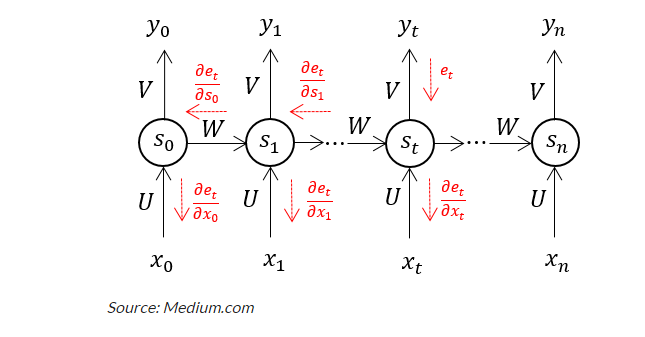 y₀ y₁ yₜ yₙ
V ∂eₜ/∂s₀ V ∂eₜ/∂s₁ V eₜ V
s₀ W s₁ ... W sₜ ... W sₙ
U ∂eₜ/∂x₀ U ∂eₜ/∂x₁ U ∂eₜ/∂xₜ U
x₀ x₁ xₜ xₙ
Source: Medium.com